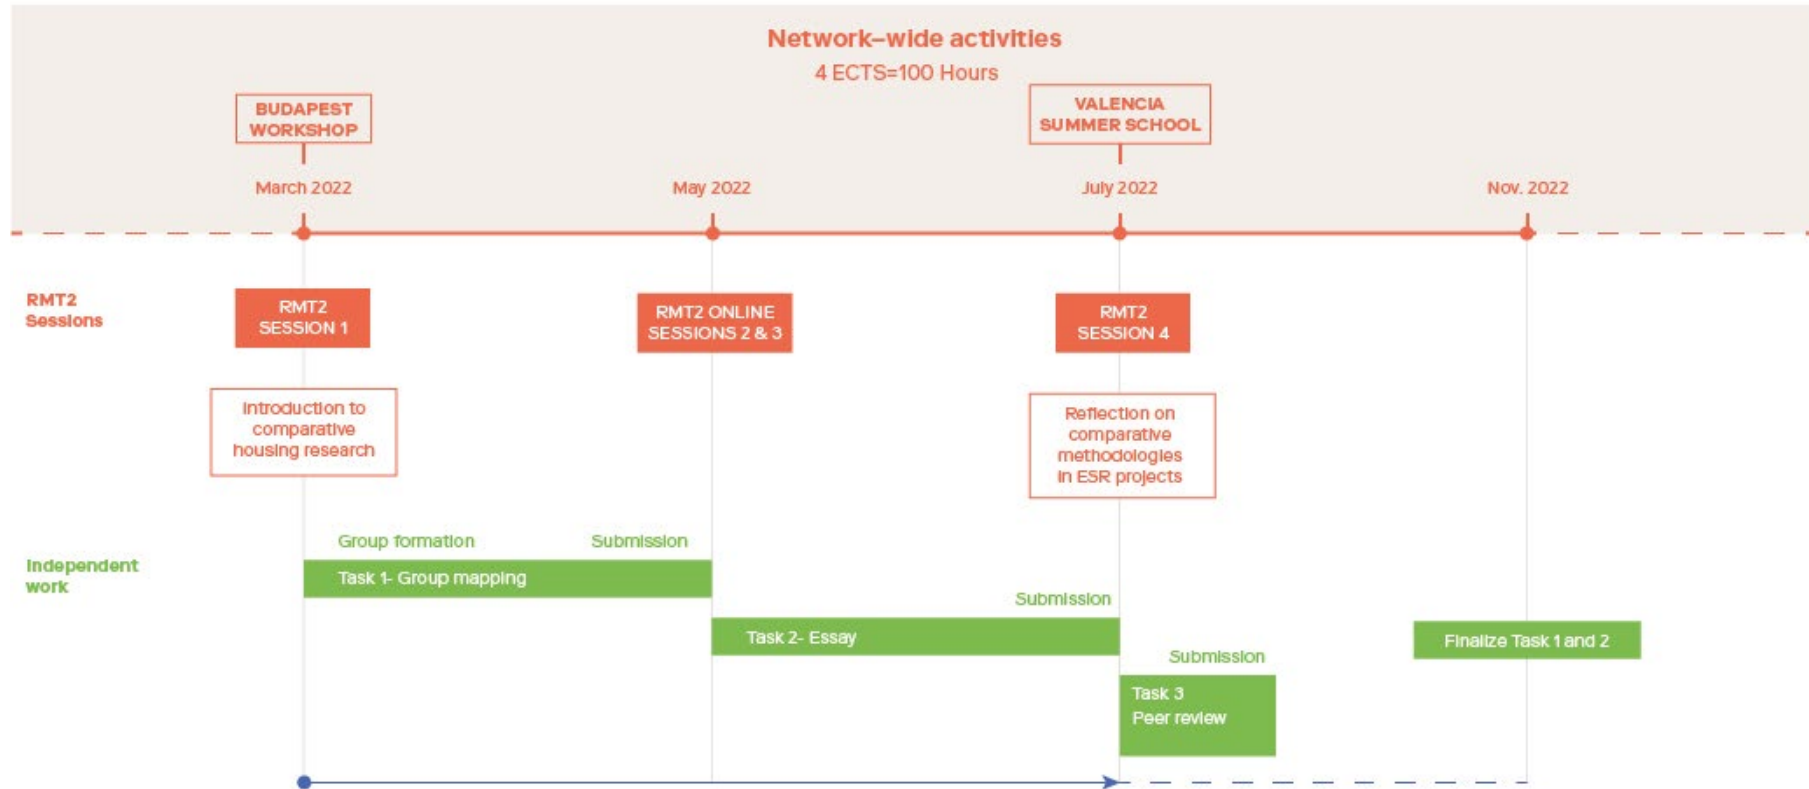 Network–wide activities
4 ECTS=100 Hours
BUDAPEST
WORKSHOP
VALENCIA
SUMMER SCHOOL
March 2022
May 2022
July 2022
Nov. 2022
RMT2
Sessions
RMT2
SESSION 1
RMT2 ONLINE
SESSIONS 2 & 3
RMT2
SESSION 4
Introduction to
comparative
housing research
Reflection on
comparative
methodologies
in ESR projects
Independent
work
Group formation
Submission
Task 1- Group mapping
Submission
Task 2- Essay
Finalize Task 1 and 2
Submission
Task 3
Peer review